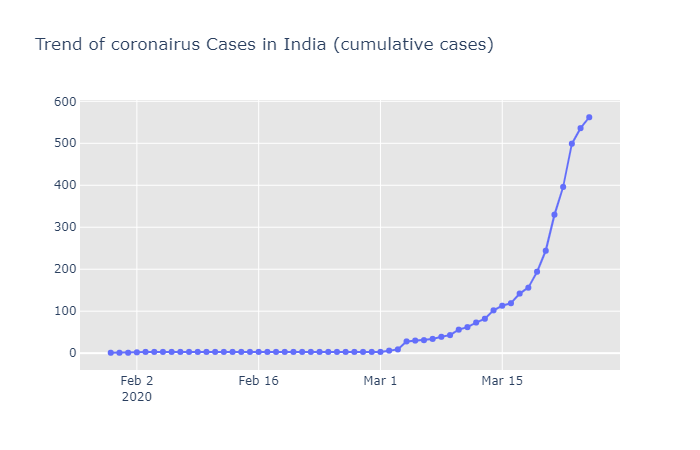 Trend of coronairus Cases in India (cumulative cases)
600
500
400
300
200
100
0
Feb 2
2020
Feb 16
Mar 1
Mar 15